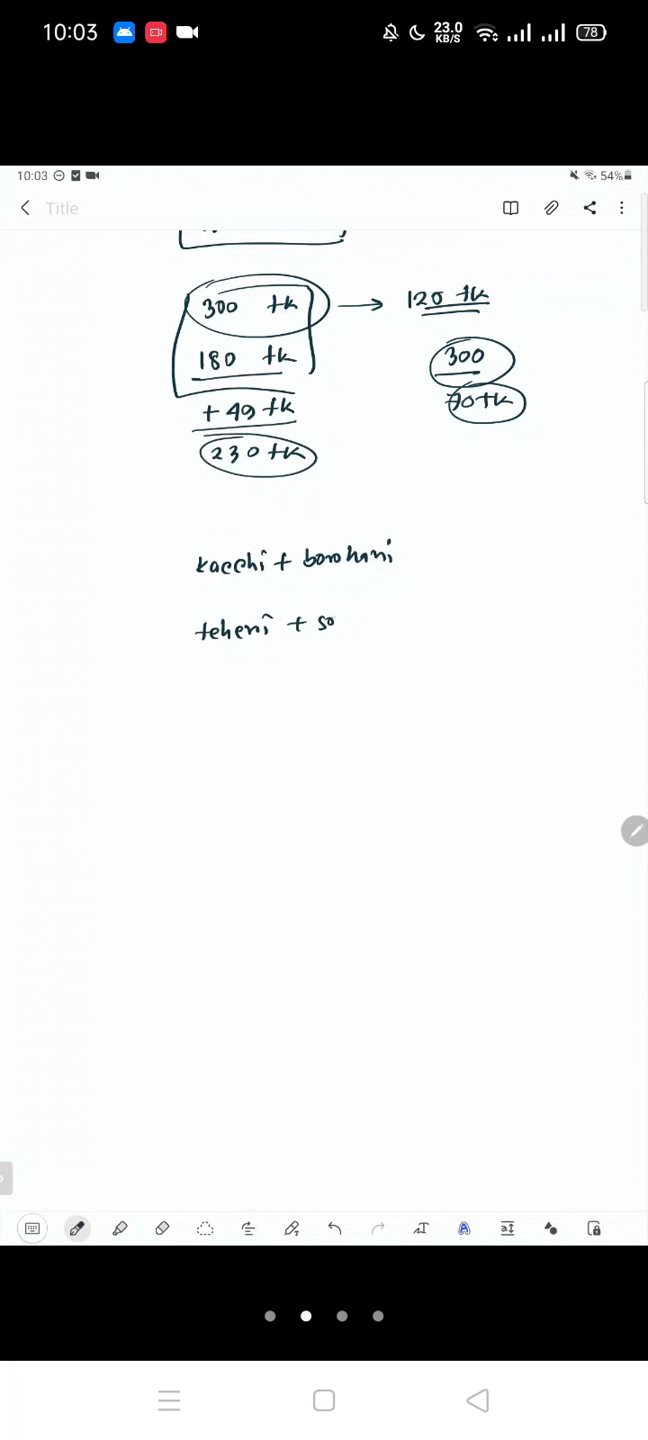 10:03 23.0 KB/S 78
10:03 54%
Title
300 tk → 120 tk
180 tk 300
+ 49 tk 70tk
230 tk
kacchi + borohani
teheri + so